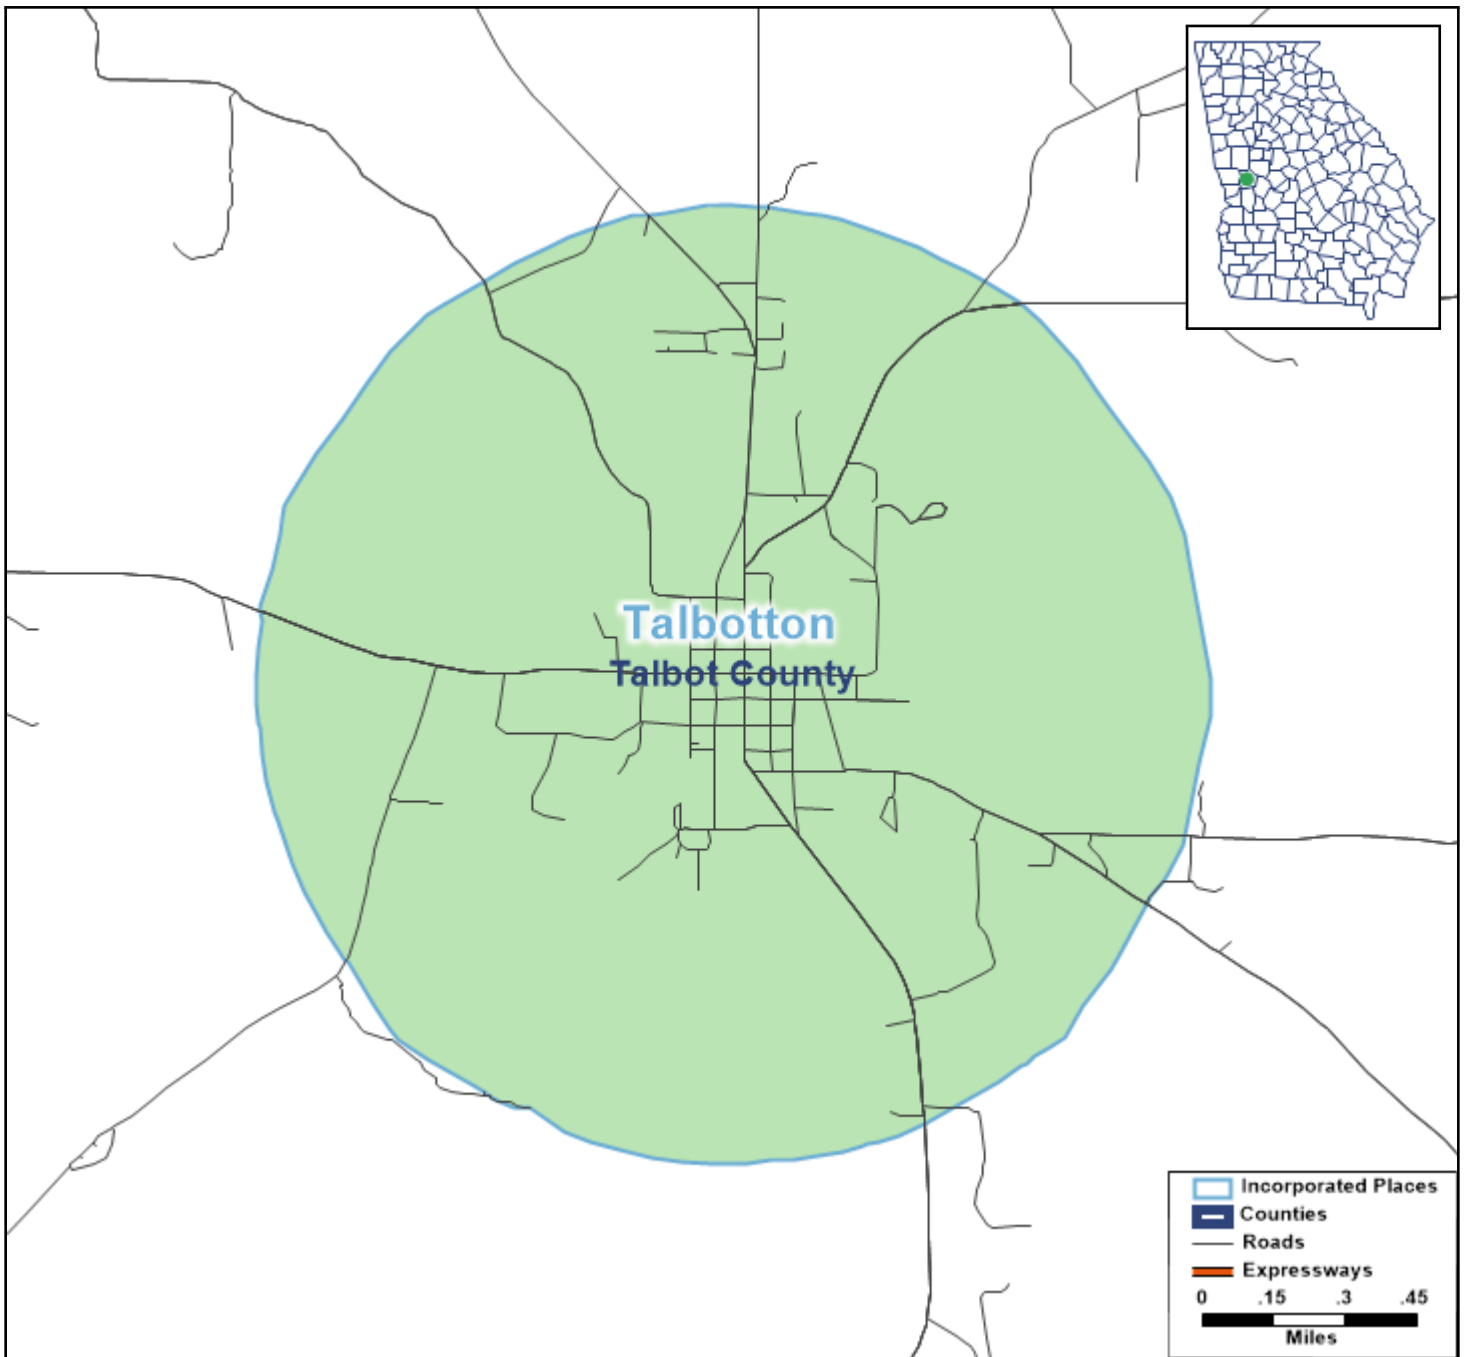 Talbotton
Talbot County
Incorporated Places
Counties
Roads
Expressways
0 .15 .3 .45
Miles